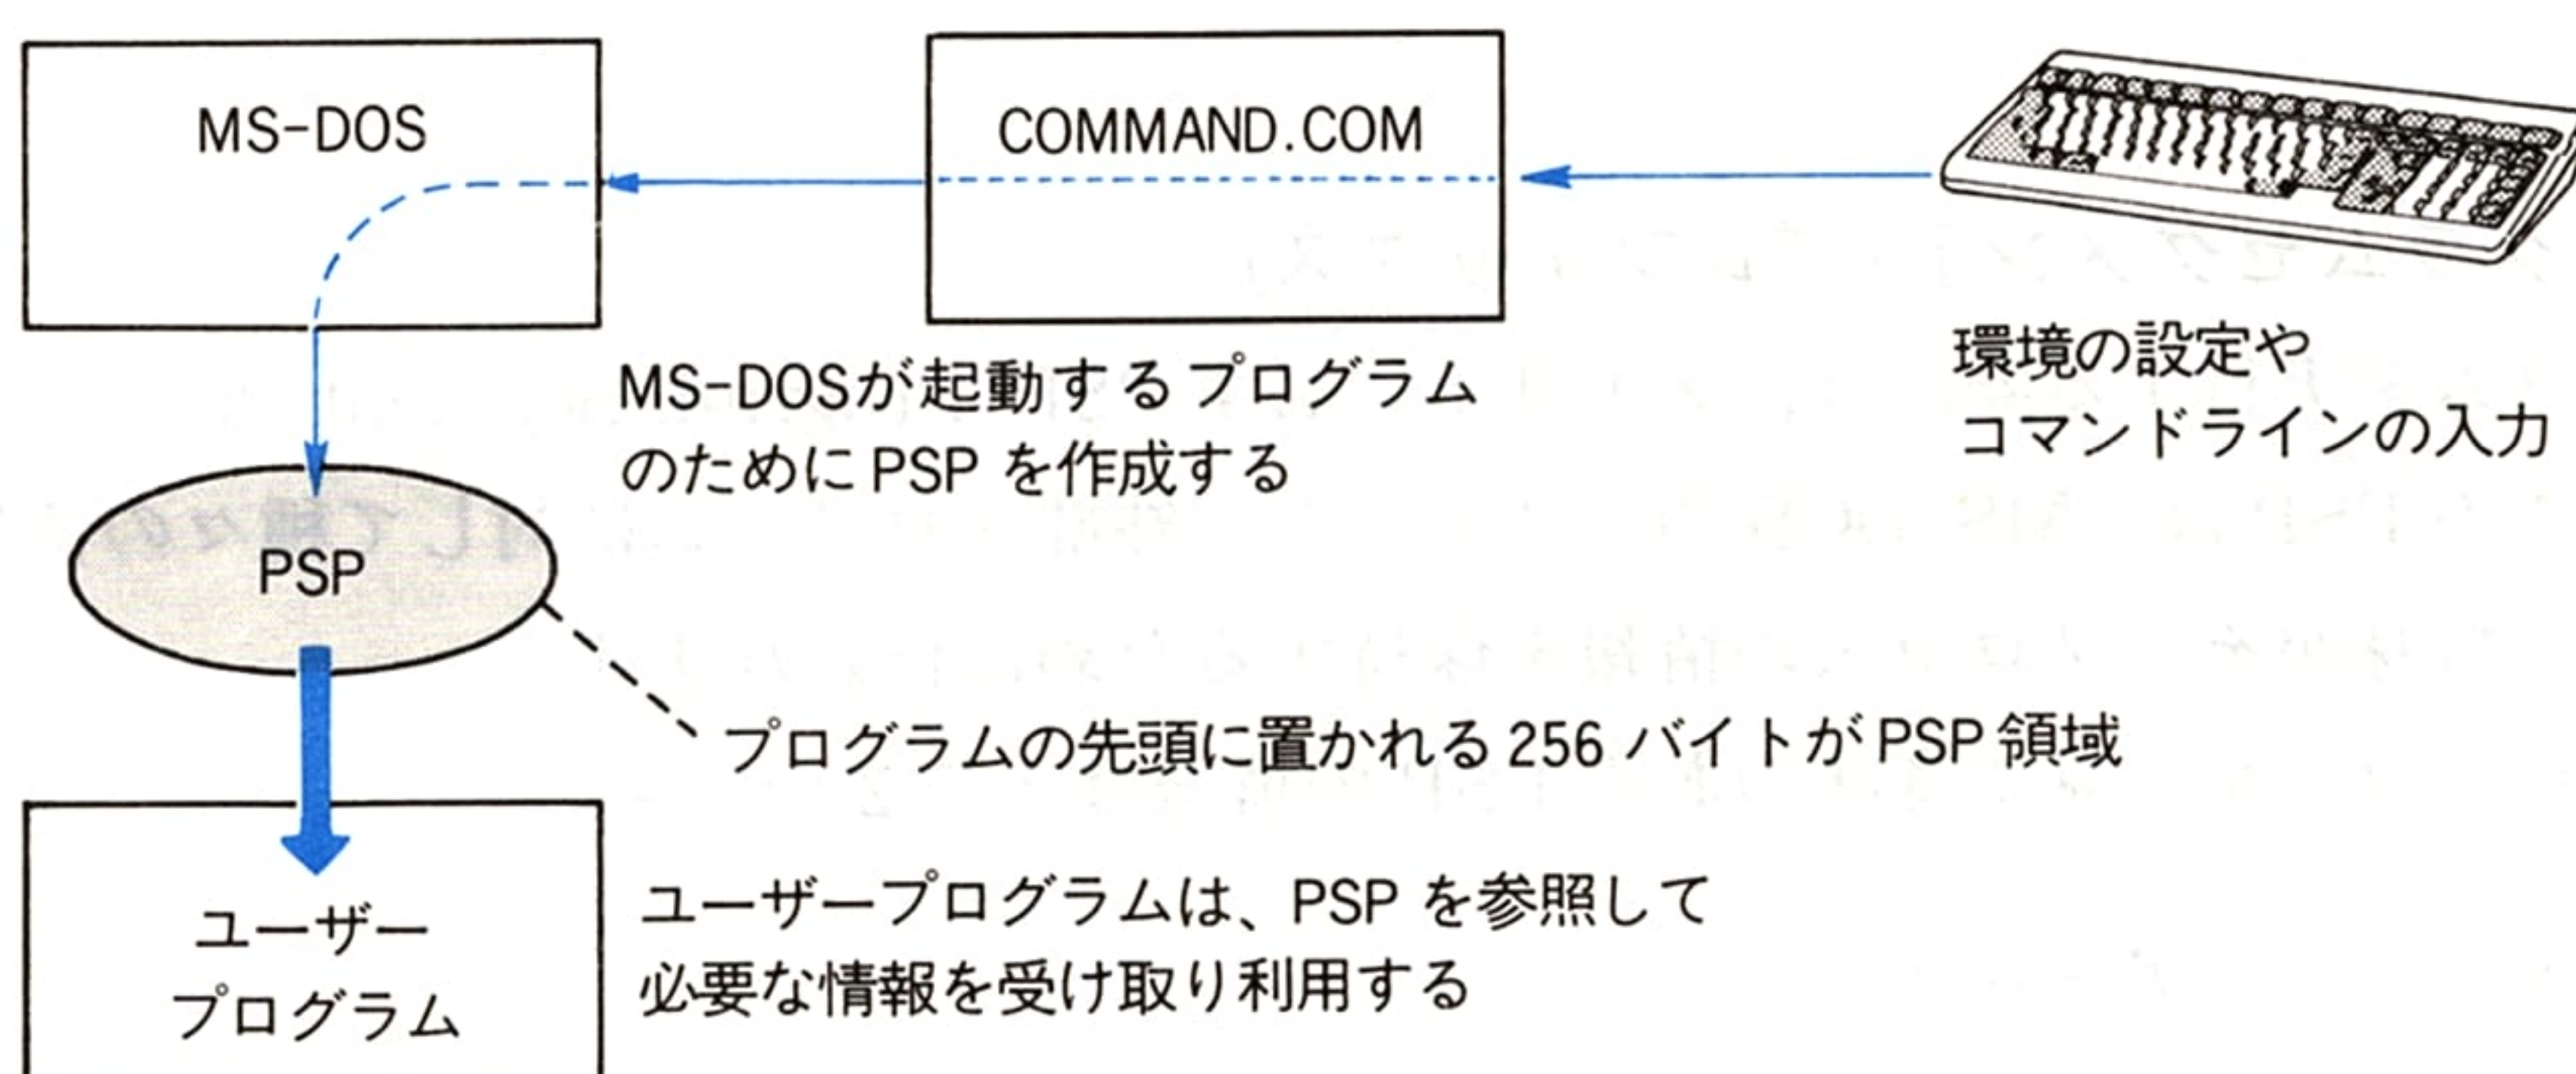 MS-DOS
COMMAND.COM
環境の設定や
コマンドラインの入力
MS-DOSが起動するプログラム
のためにPSPを作成する
PSP
プログラムの先頭に置かれる256バイトがPSP領域
ユーザー
プログラム
ユーザープログラムは、PSPを参照して
必要な情報を受け取り利用する